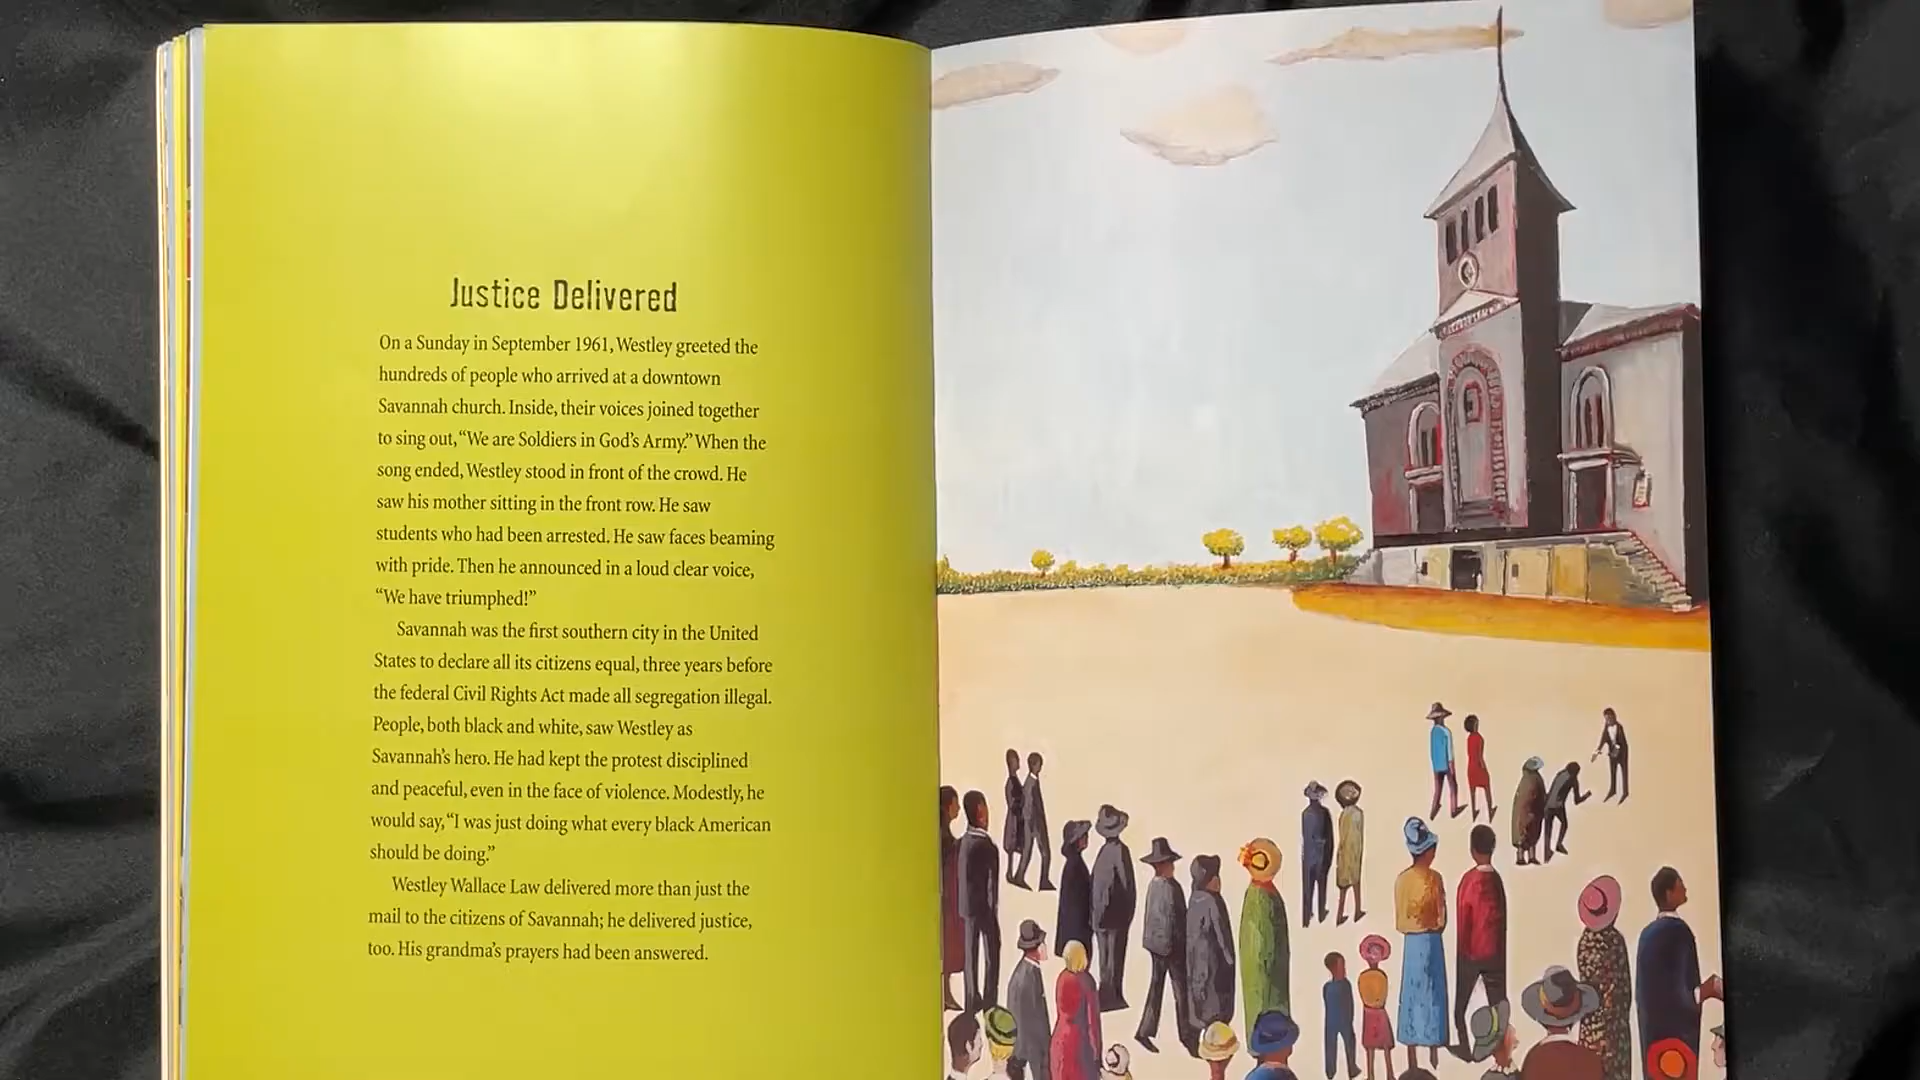 Justice Delivered
On a Sunday in September 1961, Westley greeted the
hundreds of people who arrived at a downtown
Savannah church. Inside, their voices joined together
to sing out, “We are Soldiers in God’s Army.” When the
song ended, Westley stood in front of the crowd. He
saw his mother sitting in the front row. He saw
students who had been arrested. He saw faces beaming
with pride. Then he announced in a loud clear voice,
“We have triumphed!”
Savannah was the first southern city in the United
States to declare all its citizens equal, three years before
the federal Civil Rights Act made all segregation illegal.
People, both black and white, saw Westley as
Savannah’s hero. He had kept the protest disciplined
and peaceful, even in the face of violence. Modestly, he
would say, “I was just doing what every black American
should be doing.”
Westley Wallace Law delivered more than just the
mail to the citizens of Savannah; he delivered justice,
too. His grandma’s prayers had been answered.